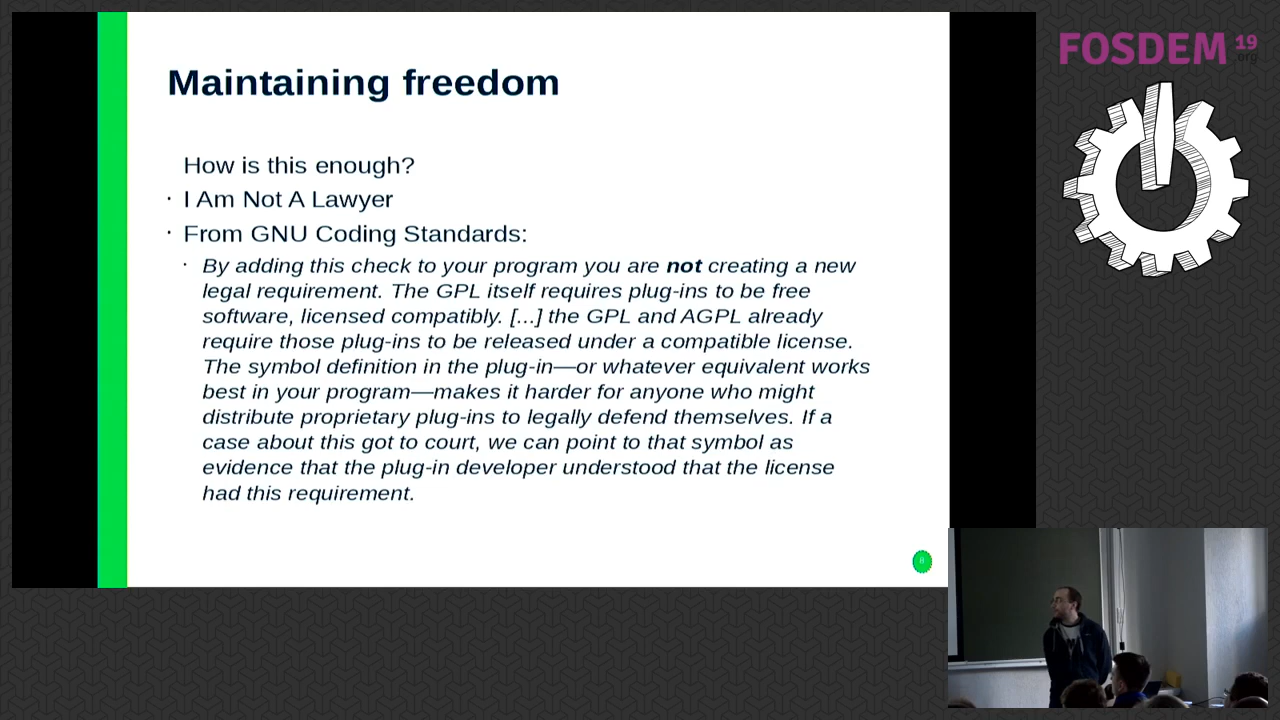 Maintaining freedom
How is this enough?
· I Am Not A Lawyer
· From GNU Coding Standards:
· By adding this check to your program you are not creating a new
legal requirement. The GPL itself requires plug-ins to be free
software, licensed compatibly. [...] the GPL and AGPL already
require those plug-ins to be released under a compatible license.
The symbol definition in the plug-in—or whatever equivalent works
best in your program—makes it harder for anyone who might
distribute proprietary plug-ins to legally defend themselves. If a
case about this got to court, we can point to that symbol as
evidence that the plug-in developer understood that the license
had this requirement.
FOSDEM 19
.org